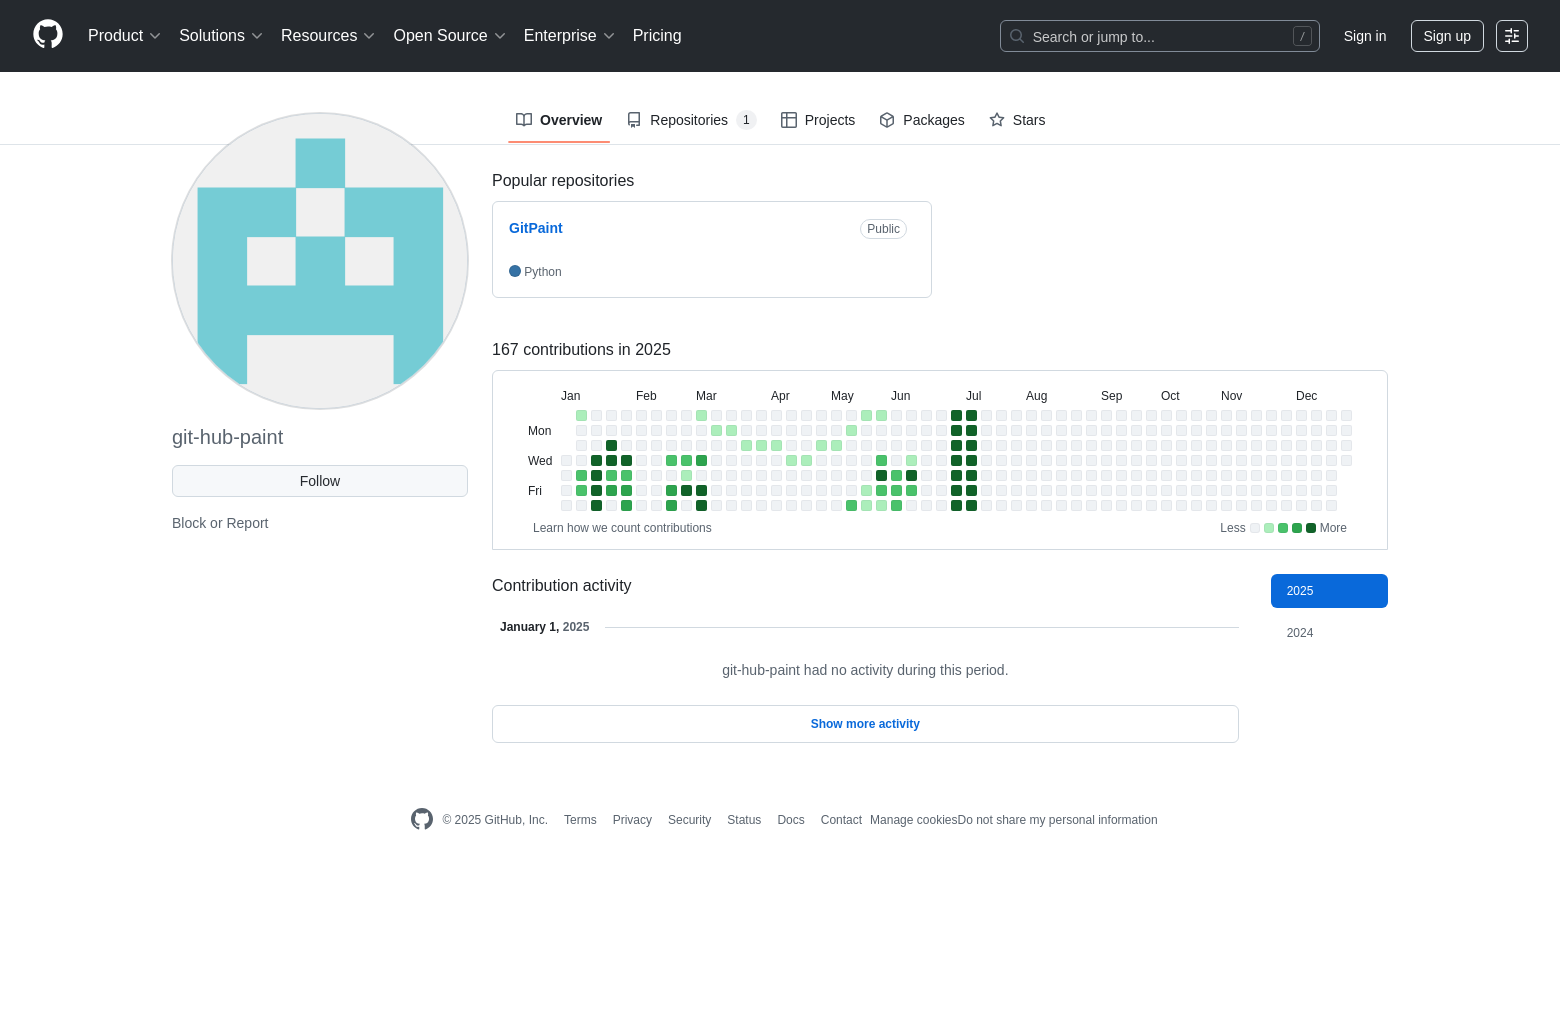 Product Solutions Resources Open Source Enterprise Pricing Search or jump to... / Sign in Sign up
Overview Repositories 1 Projects Packages Stars
Popular repositories
GitPaint Public
Python
167 contributions in 2025
Jan Feb Mar Apr May Jun Jul Aug Sep Oct Nov Dec
Mon
Wed
Fri
Learn how we count contributions Less More
git-hub-paint
Follow
Block or Report
Contribution activity
2025
2024
January 1, 2025
git-hub-paint had no activity during this period.
Show more activity
© 2025 GitHub, Inc. Terms Privacy Security Status Docs Contact Manage cookies Do not share my personal information